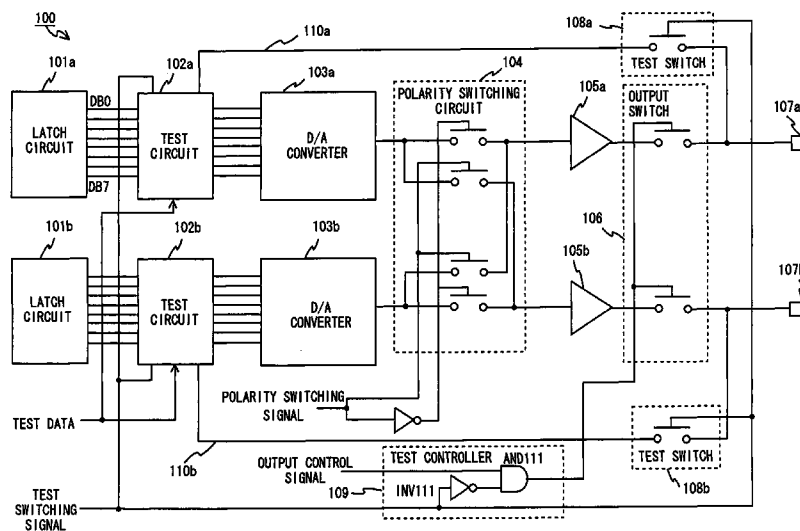 100
101a
102a
110a
108a
TEST SWITCH
103a
104
107a
DB0
DB7
LATCH
CIRCUIT
TEST
CIRCUIT
D/A
CONVERTER
POLARITY SWITCHING
CIRCUIT
105a
OUTPUT
SWITCH
101b
102b
103b
106
105b
107b
LATCH
CIRCUIT
TEST
CIRCUIT
D/A
CONVERTER
TEST DATA
POLARITY SWITCHING
SIGNAL
110b
OUTPUT CONTROL
SIGNAL
TEST CONTROLLER
AND111
INV111
109
TEST SWITCH
108b
TEST
SWITCHING
SIGNAL